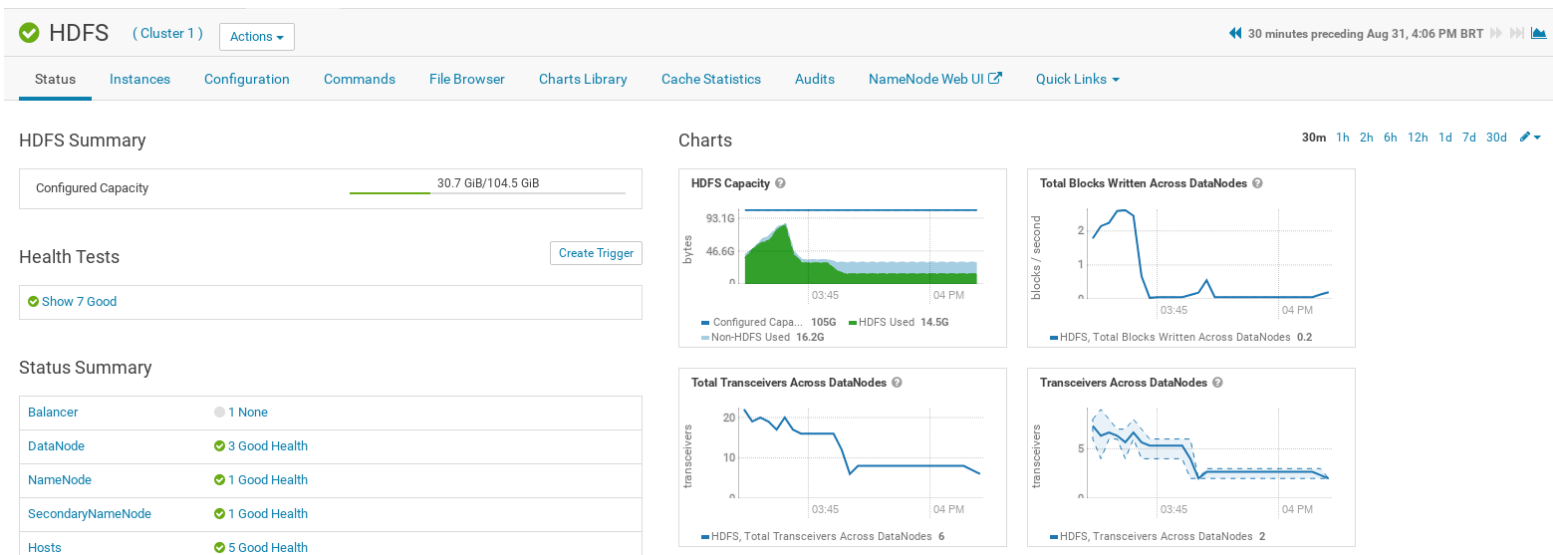 HDFS ( Cluster 1 ) Actions 30 minutes preceding Aug 31, 4:06 PM BRT
Status Instances Configuration Commands File Browser Charts Library Cache Statistics Audits NameNode Web UI Quick Links
HDFS Summary
Configured Capacity 30.7 GiB/104.5 GiB
Health Tests Create Trigger
Show 7 Good
Status Summary
Balancer 1 None
DataNode 3 Good Health
NameNode 1 Good Health
SecondaryNameNode 1 Good Health
Hosts 5 Good Health
Charts 30m 1h 2h 6h 12h 1d 7d 30d
HDFS Capacity ?
bytes
93.1G
46.6G
0
03:45 04 PM
Configured Capa... 105G HDFS Used 14.5G
Non-HDFS Used 16.2G
Total Blocks Written Across DataNodes ?
blocks / second
2
1
0
03:45 04 PM
HDFS, Total Blocks Written Across DataNodes 0.2
Total Transceivers Across DataNodes ?
transceivers
20
10
0
03:45 04 PM
HDFS, Total Transceivers Across DataNodes 6
Transceivers Across DataNodes ?
transceivers
5
0
03:45 04 PM
HDFS, Transceivers Across DataNodes 2